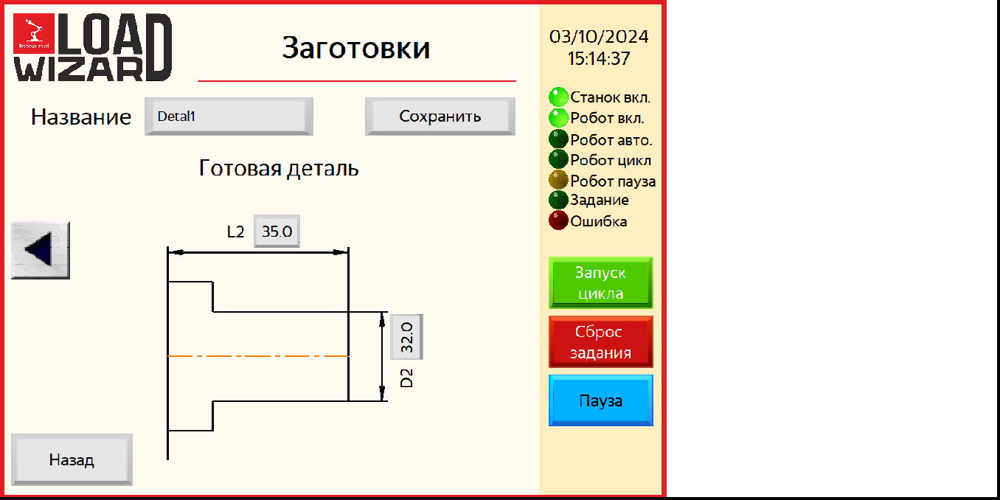 LOAD
Robowizard
WIZARD
Заготовки
03/10/2024
15:14:37
Название
Detal1
Сохранить
Станок вкл.
Робот вкл.
Робот авто.
Робот цикл
Робот пауза
Задание
Ошибка
Готовая деталь
L2 35.0
32.0
D2
Запуск
цикла
Сброс
задания
Пауза
Назад